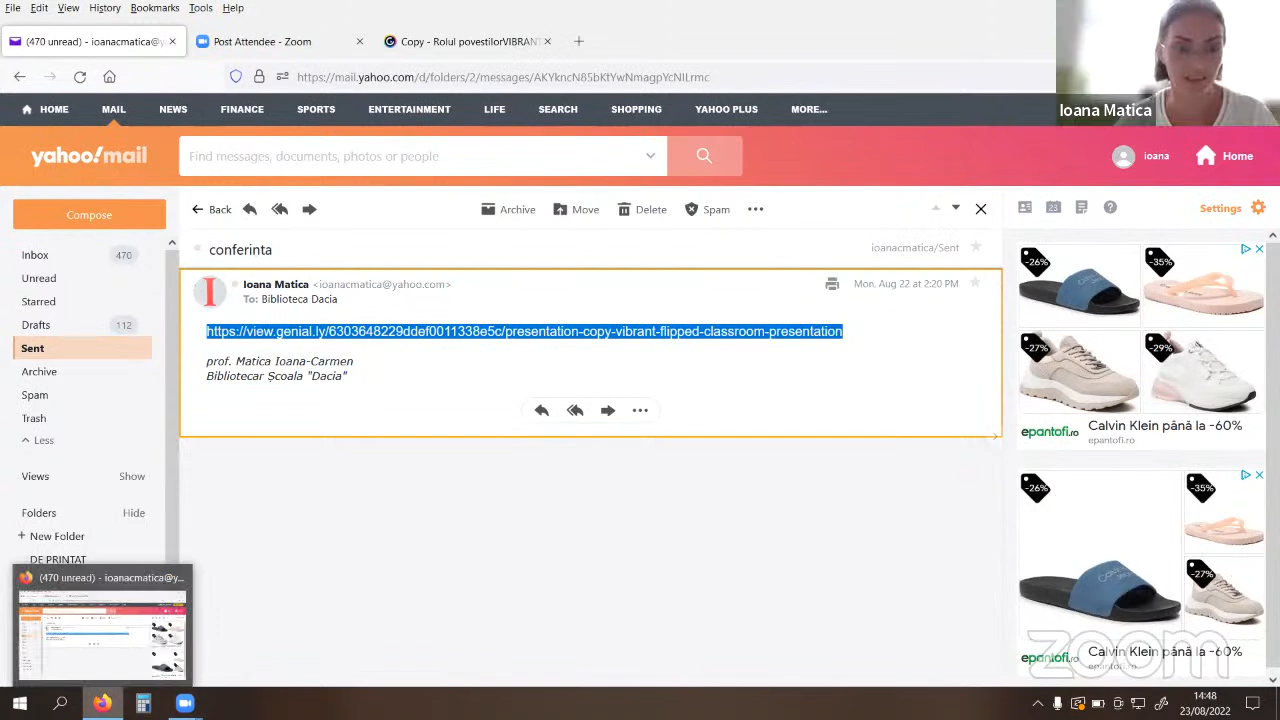 File Edit View History Bookmarks Tools Help
(470 unread) - ioanacmatica@y
Post Attendee - Zoom
Copy - Rolul povestilorVIBRANT
https://mail.yahoo.com/d/folders/2/messages/AKYkncN85bKtYwNmagpYcNILrmc
Ioana Matica
HOME MAIL NEWS FINANCE SPORTS ENTERTAINMENT LIFE SEARCH SHOPPING YAHOO PLUS MORE...
yahoo!mail
Find messages, documents, photos or people
ioana
Home
Compose
Back
Archive Move Delete Spam
23
Settings
Inbox 470
Unread
Starred
Drafts 112
Sent
Archive
Spam
Trash
Less
Views Show
Folders Hide
+ New Folder
DE PRINTAT
conferinta
ioanacmatica/Sent
I
Ioana Matica <ioanacmatica@yahoo.com>
To: Biblioteca Dacia
Mon, Aug 22 at 2:20 PM
https://view.genial.ly/6303648229ddef0011338e5c/presentation-copy-vibrant-flipped-classroom-presentation
prof. Matica Ioana-Carmen
Bibliotecar Școala "Dacia"
-26%
-35%
-27%
-29%
Calvin Klein până la -60%
epantofi.ro
epantofi.ro
-26%
-35%
-27%
Calvin Klein până la -60%
epantofi.ro
epantofi.ro
zoom
(470 unread) - ioanacmatica@y...
14:48
23/08/2022